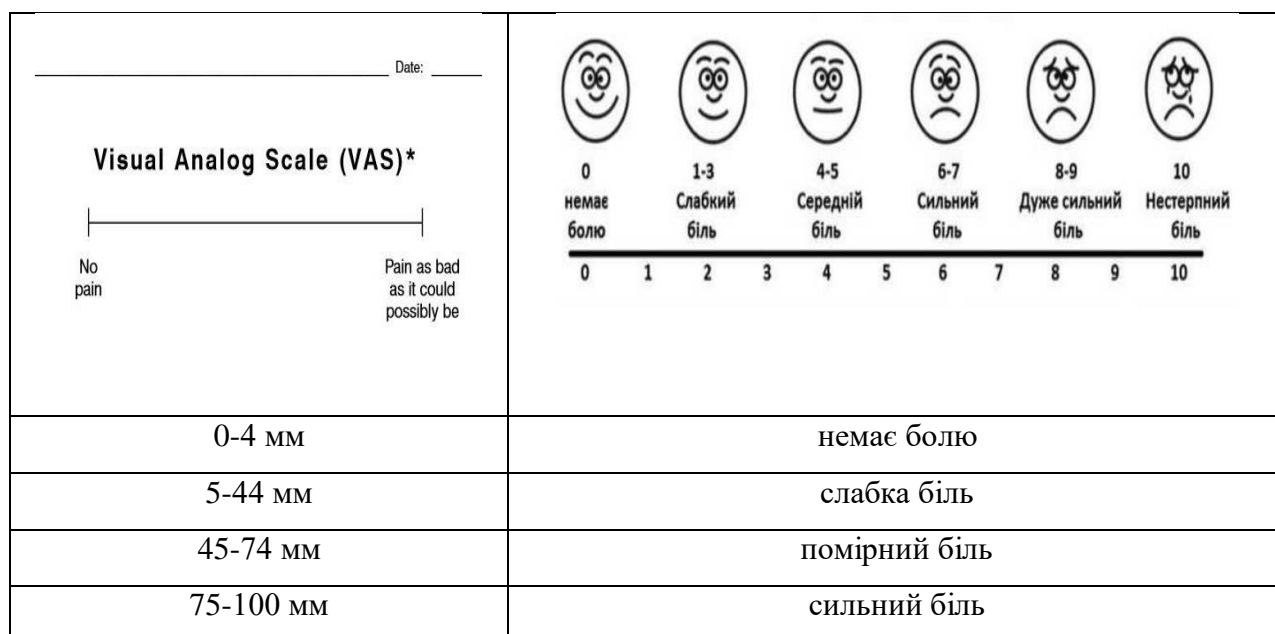 Date:
Visual Analog Scale (VAS)*
No
pain
Pain as bad
as it could
possibly be
0
немає
болю
1-3
Слабкий
біль
4-5
Середній
біль
6-7
Сильний
біль
8-9
Дуже сильний
біль
10
Нестерпний
біль
0 1 2 3 4 5 6 7 8 9 10
0-4 мм
немає болю
5-44 мм
слабка біль
45-74 мм
помірний біль
75-100 мм
сильний біль